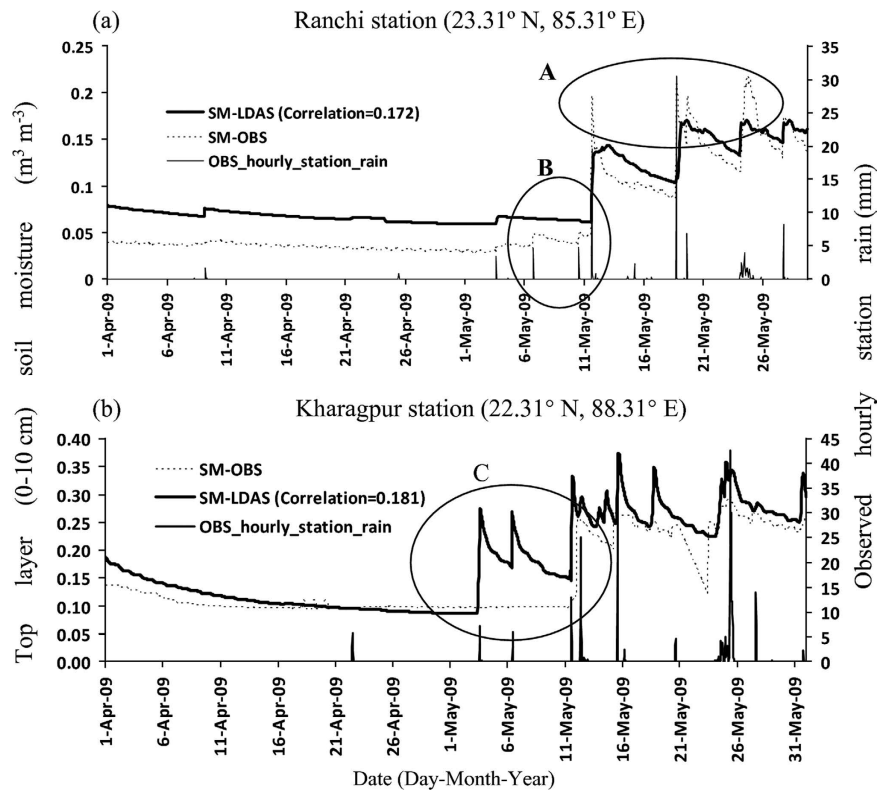 (a) Ranchi station (23.31º N, 85.31º E)
0.25
0.2
0.15
0.1
0.05
0
35
30
25
20
15
10
5
0
A
B
SM-LDAS (Correlation=0.172)
SM-OBS
OBS_hourly_station_rain
1-Apr-09
6-Apr-09
11-Apr-09
16-Apr-09
21-Apr-09
26-Apr-09
1-May-09
6-May-09
11-May-09
16-May-09
21-May-09
26-May-09
(b) Kharagpur station (22.31° N, 88.31° E)
0.40
0.35
0.30
0.25
0.20
0.15
0.10
0.05
0.00
45
40
35
30
25
20
15
10
5
0
C
SM-OBS
SM-LDAS (Correlation=0.181)
OBS_hourly_station_rain
1-Apr-09
6-Apr-09
11-Apr-09
16-Apr-09
21-Apr-09
26-Apr-09
1-May-09
6-May-09
11-May-09
16-May-09
21-May-09
26-May-09
31-May-09
Date (Day-Month-Year)
Top layer (0-10 cm) soil moisture (m³ m⁻³)
Observed hourly station rain (mm)